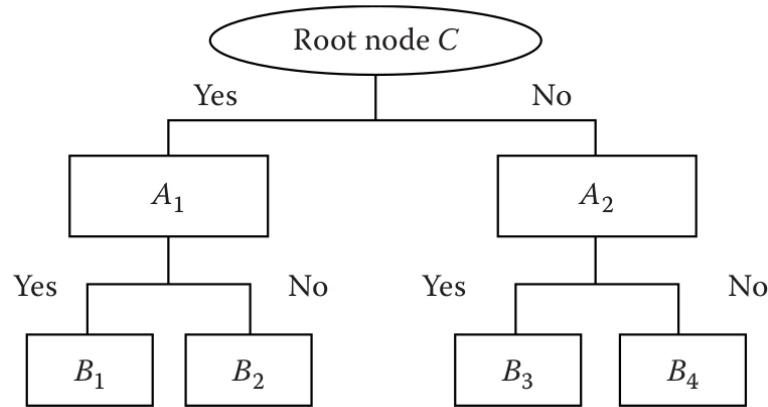 Root node C
Yes No
A₁ A₂
Yes No Yes No
B₁ B₂ B₃ B₄